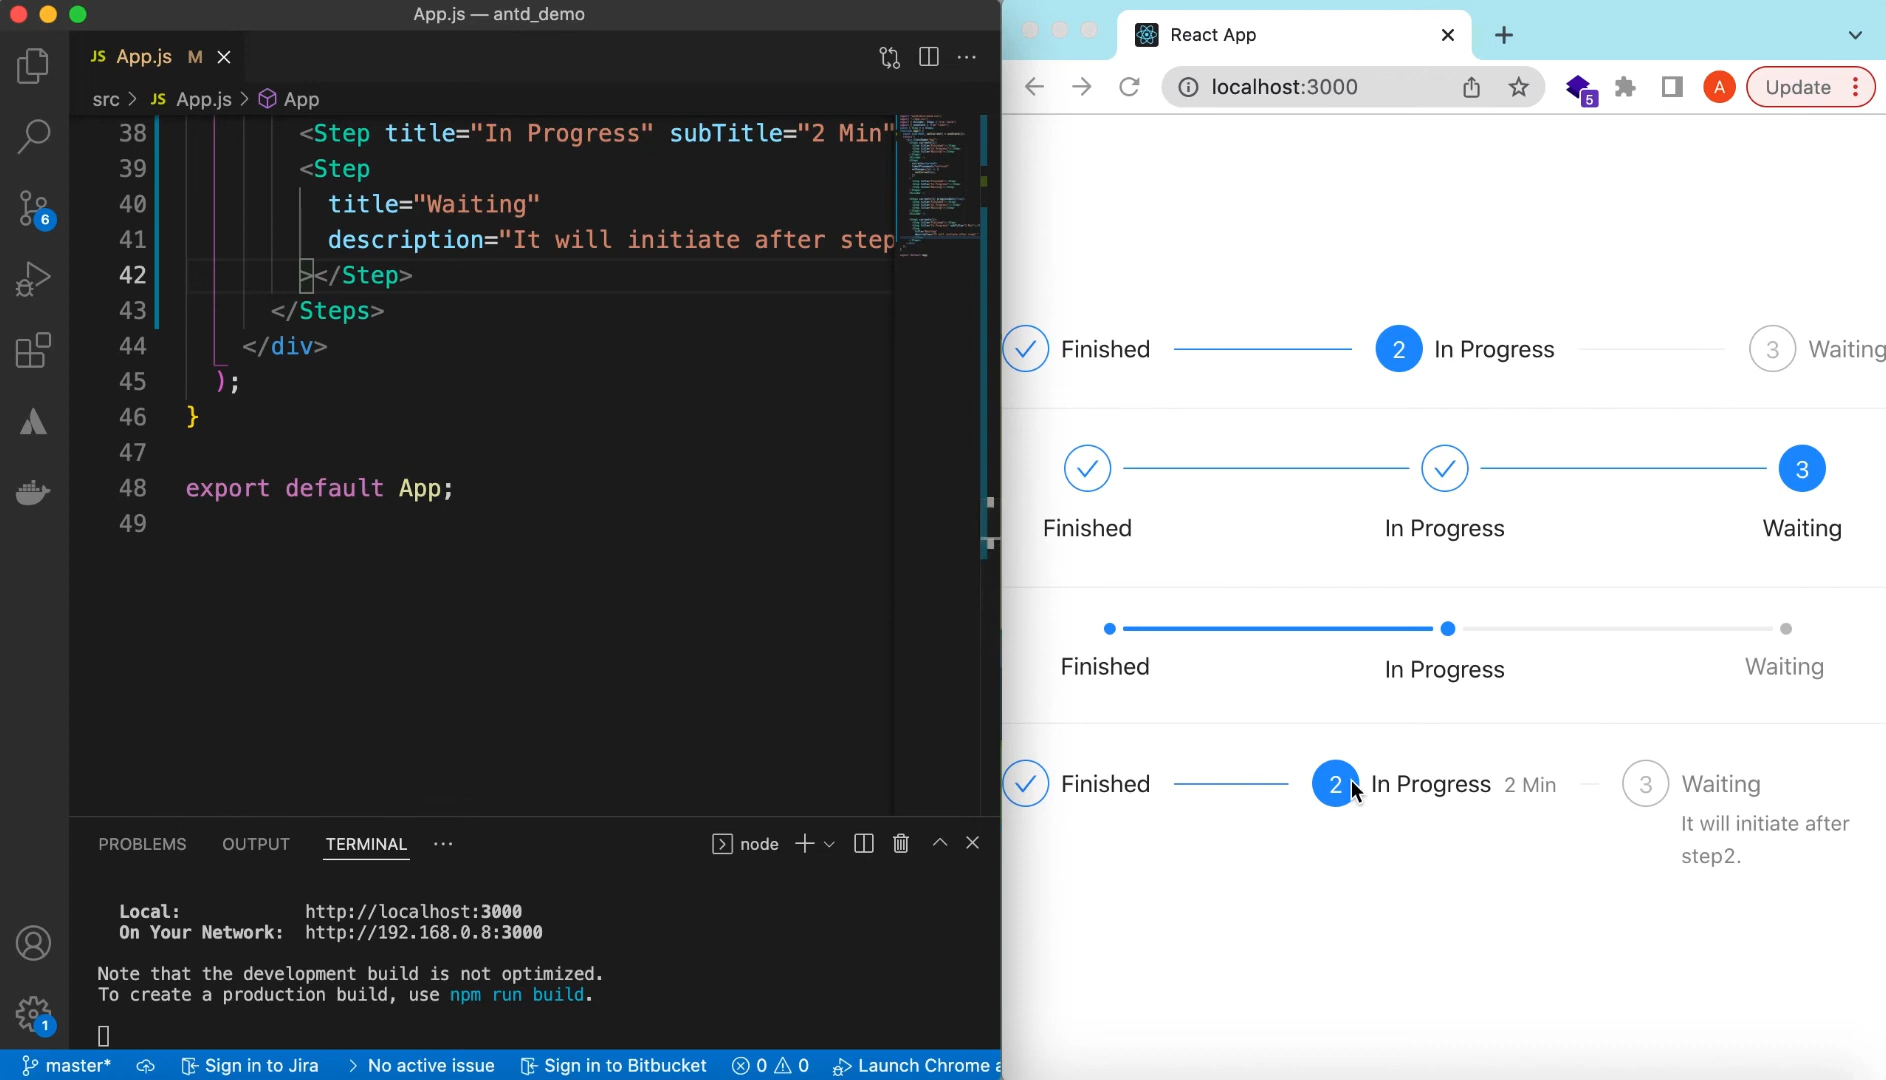 App.js — antd_demo
JS App.js M
src > JS App.js > App
38 <Step title="In Progress" subTitle="2 Min"
39 <Step
40 title="Waiting"
41 description="It will initiate after step
42 ></Step>
43 </Steps>
44 </div>
45 );
46 }
47
48 export default App;
49
6
1
PROBLEMS OUTPUT TERMINAL ··· node
Local: http://localhost:3000
On Your Network: http://192.168.0.8:3000
Note that the development build is not optimized.
To create a production build, use npm run build.
master* Sign in to Jira > No active issue Sign in to Bitbucket 0 0 Launch Chrome a
React App
localhost:3000 5 A Update
Finished 2 In Progress 3 Waiting
3
Finished In Progress Waiting
Finished In Progress Waiting
Finished 2 In Progress 2 Min 3 Waiting
It will initiate after
step2.